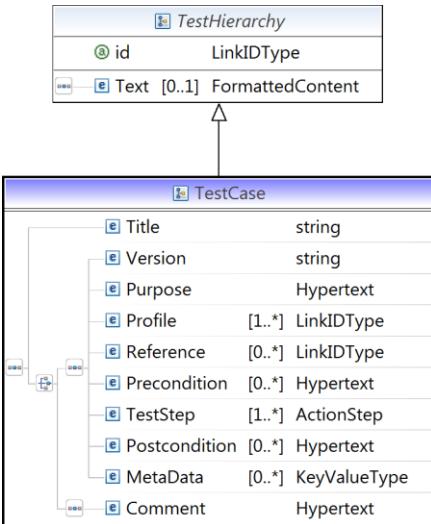 TestHierarchy
a id LinkIDType
e Text [0..1] FormattedContent
TestCase
e Title string
e Version string
e Purpose Hypertext
e Profile [1..*] LinkIDType
e Reference [0..*] LinkIDType
e Precondition [0..*] Hypertext
e TestStep [1..*] ActionStep
e Postcondition [0..*] Hypertext
e MetaData [0..*] KeyValueType
e Comment Hypertext